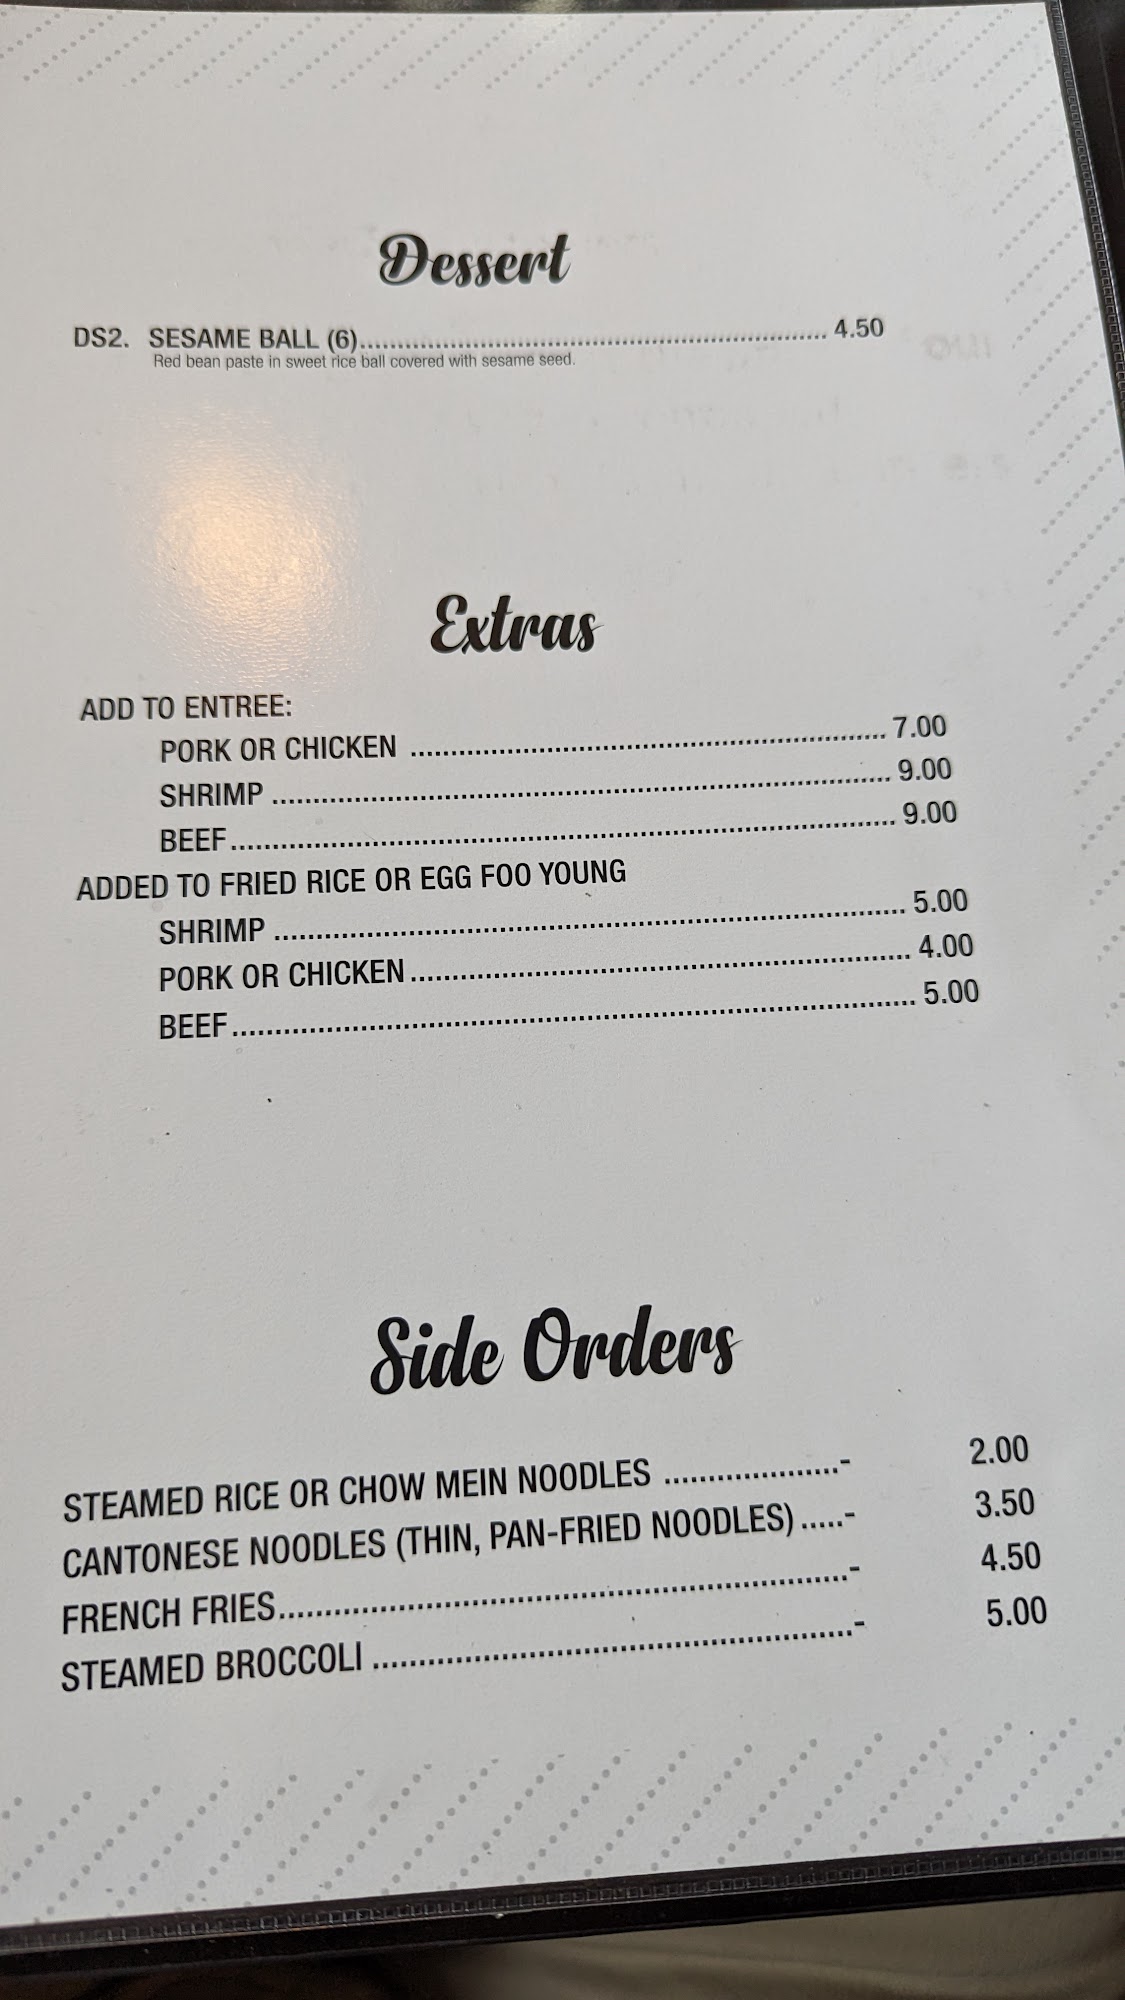 Dessert
DS2. SESAME BALL (6)........................................................... 4.50
Red bean paste in sweet rice ball covered with sesame seed.
Extras
ADD TO ENTREE:
PORK OR CHICKEN ........................................................... 7.00
SHRIMP ............................................................................ 9.00
BEEF................................................................................. 9.00
ADDED TO FRIED RICE OR EGG FOO YOUNG
SHRIMP ............................................................................ 5.00
PORK OR CHICKEN............................................................ 4.00
BEEF................................................................................. 5.00
Side Orders
STEAMED RICE OR CHOW MEIN NOODLES .....................- 2.00
CANTONESE NOODLES (THIN, PAN-FRIED NOODLES).....- 3.50
FRENCH FRIES...................................................................- 4.50
STEAMED BROCCOLI .........................................................- 5.00